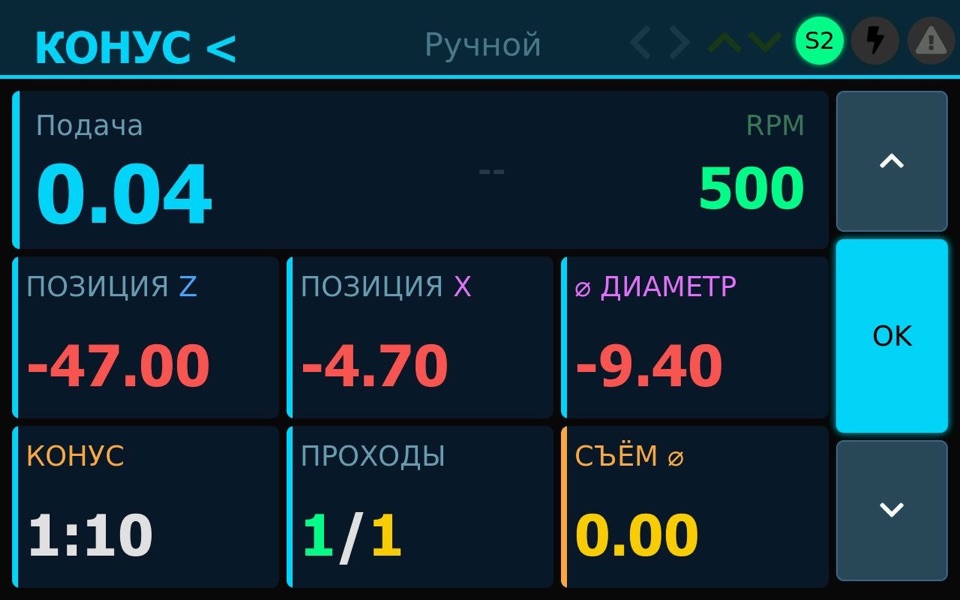 КОНУС <
Ручной
S2
Подача
RPM
0.04
--
500
ПОЗИЦИЯ Z
ПОЗИЦИЯ X
⌀ ДИАМЕТР
-47.00
-4.70
-9.40
OK
КОНУС
ПРОХОДЫ
СЪЁМ ⌀
1:10
1/1
0.00